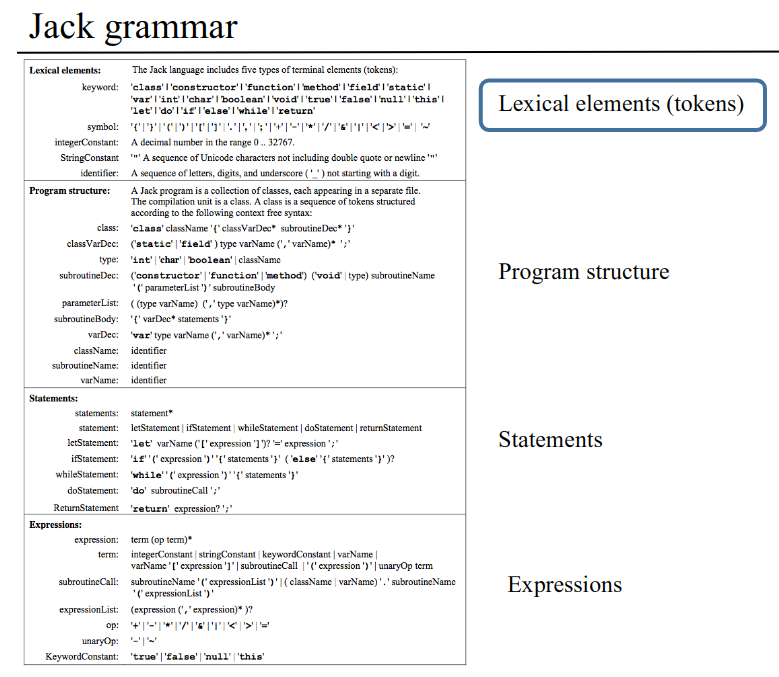 Jack grammar
Lexical elements: The Jack language includes five types of terminal elements (tokens):
keyword: 'class'|'constructor'|'function'|'method'|'field'|'static'|
'var'|'int'|'char'|'boolean'|'void'|'true'|'false'|'null'|'this'|
'let'|'do'|'if'|'else'|'while'|'return'
symbol: '{'|'}'|'('|')'|'['|']'|'.'|','|';'|'+'|'-'|'*'|'/'|'&'|'|'|'<'|'>'|'='|'~'
integerConstant: A decimal number in the range 0 .. 32767.
StringConstant '"' A sequence of Unicode characters not including double quote or newline '"'
identifier: A sequence of letters, digits, and underscore ('_') not starting with a digit.
Lexical elements (tokens)
Program structure: A Jack program is a collection of classes, each appearing in a separate file.
The compilation unit is a class. A class is a sequence of tokens structured
according to the following context free syntax:
class: 'class' className '{' classVarDec* subroutineDec* '}'
classVarDec: ('static'|'field') type varName (',' varName)* ';'
type: 'int'|'char'|'boolean'|className
subroutineDec: ('constructor'|'function'|'method') ('void'|type) subroutineName
'(' parameterList ')' subroutineBody
parameterList: ( (type varName) (',' type varName)*)?
subroutineBody: '{' varDec* statements '}'
varDec: 'var' type varName (',' varName)* ';'
className: identifier
subroutineName: identifier
varName: identifier
Program structure
Statements:
statements: statement*
statement: letStatement | ifStatement | whileStatement | doStatement | returnStatement
letStatement: 'let' varName ('[' expression ']')? '=' expression ';'
ifStatement: 'if' '(' expression ')' '{' statements '}' ( 'else' '{' statements '}' )?
whileStatement: 'while' '(' expression ')' '{' statements '}'
doStatement: 'do' subroutineCall ';'
ReturnStatement 'return' expression? ';'
Statements
Expressions:
expression: term (op term)*
term: integerConstant | stringConstant | keywordConstant | varName |
varName '[' expression ']' | subroutineCall | '(' expression ')' | unaryOp term
subroutineCall: subroutineName '(' expressionList ')' | ( className | varName) '.' subroutineName
'(' expressionList ')'
expressionList: (expression (',' expression)* )?
op: '+'|'-'|'*'|'/'|'&'|'|'|'<'|'>'|'='
unaryOp: '-'|'~'
KeywordConstant: 'true'|'false'|'null'|'this'
Expressions